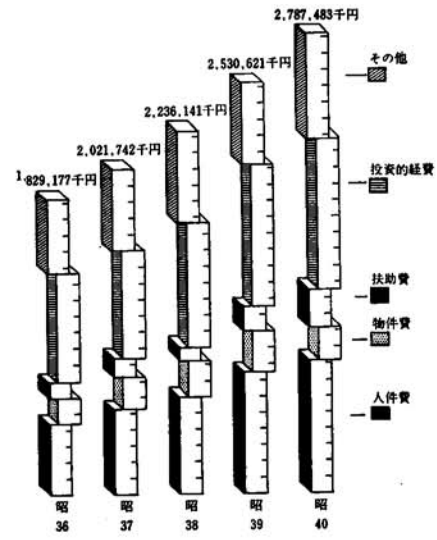 2,787,483千円
2,530,621千円
2,236,141千円
2,021,742千円
1,829,177千円
その他
投資的経費
扶助費
物件費
人件費
昭 昭 昭 昭 昭
36 37 38 39 40